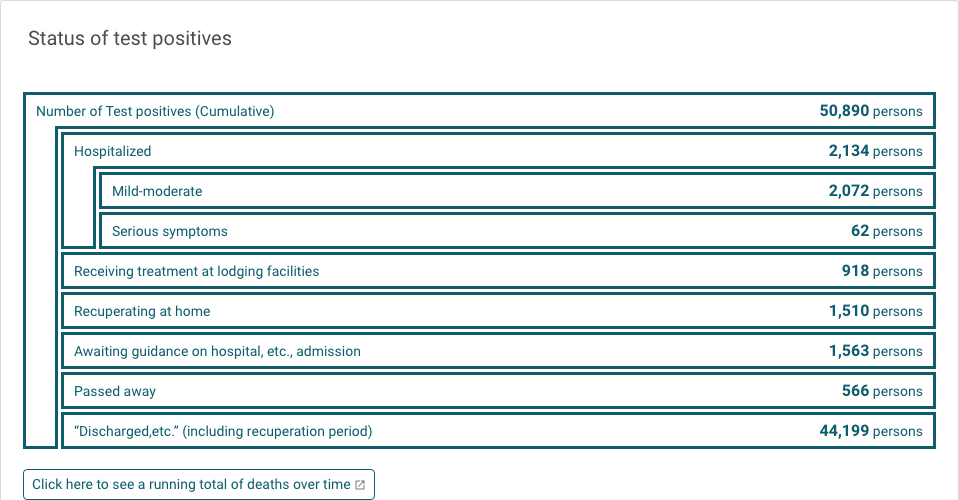 Status of test positives
Number of Test positives (Cumulative) 50,890 persons
Hospitalized 2,134 persons
Mild-moderate 2,072 persons
Serious symptoms 62 persons
Receiving treatment at lodging facilities 918 persons
Recuperating at home 1,510 persons
Awaiting guidance on hospital, etc., admission 1,563 persons
Passed away 566 persons
“Discharged,etc.” (including recuperation period) 44,199 persons
Click here to see a running total of deaths over time